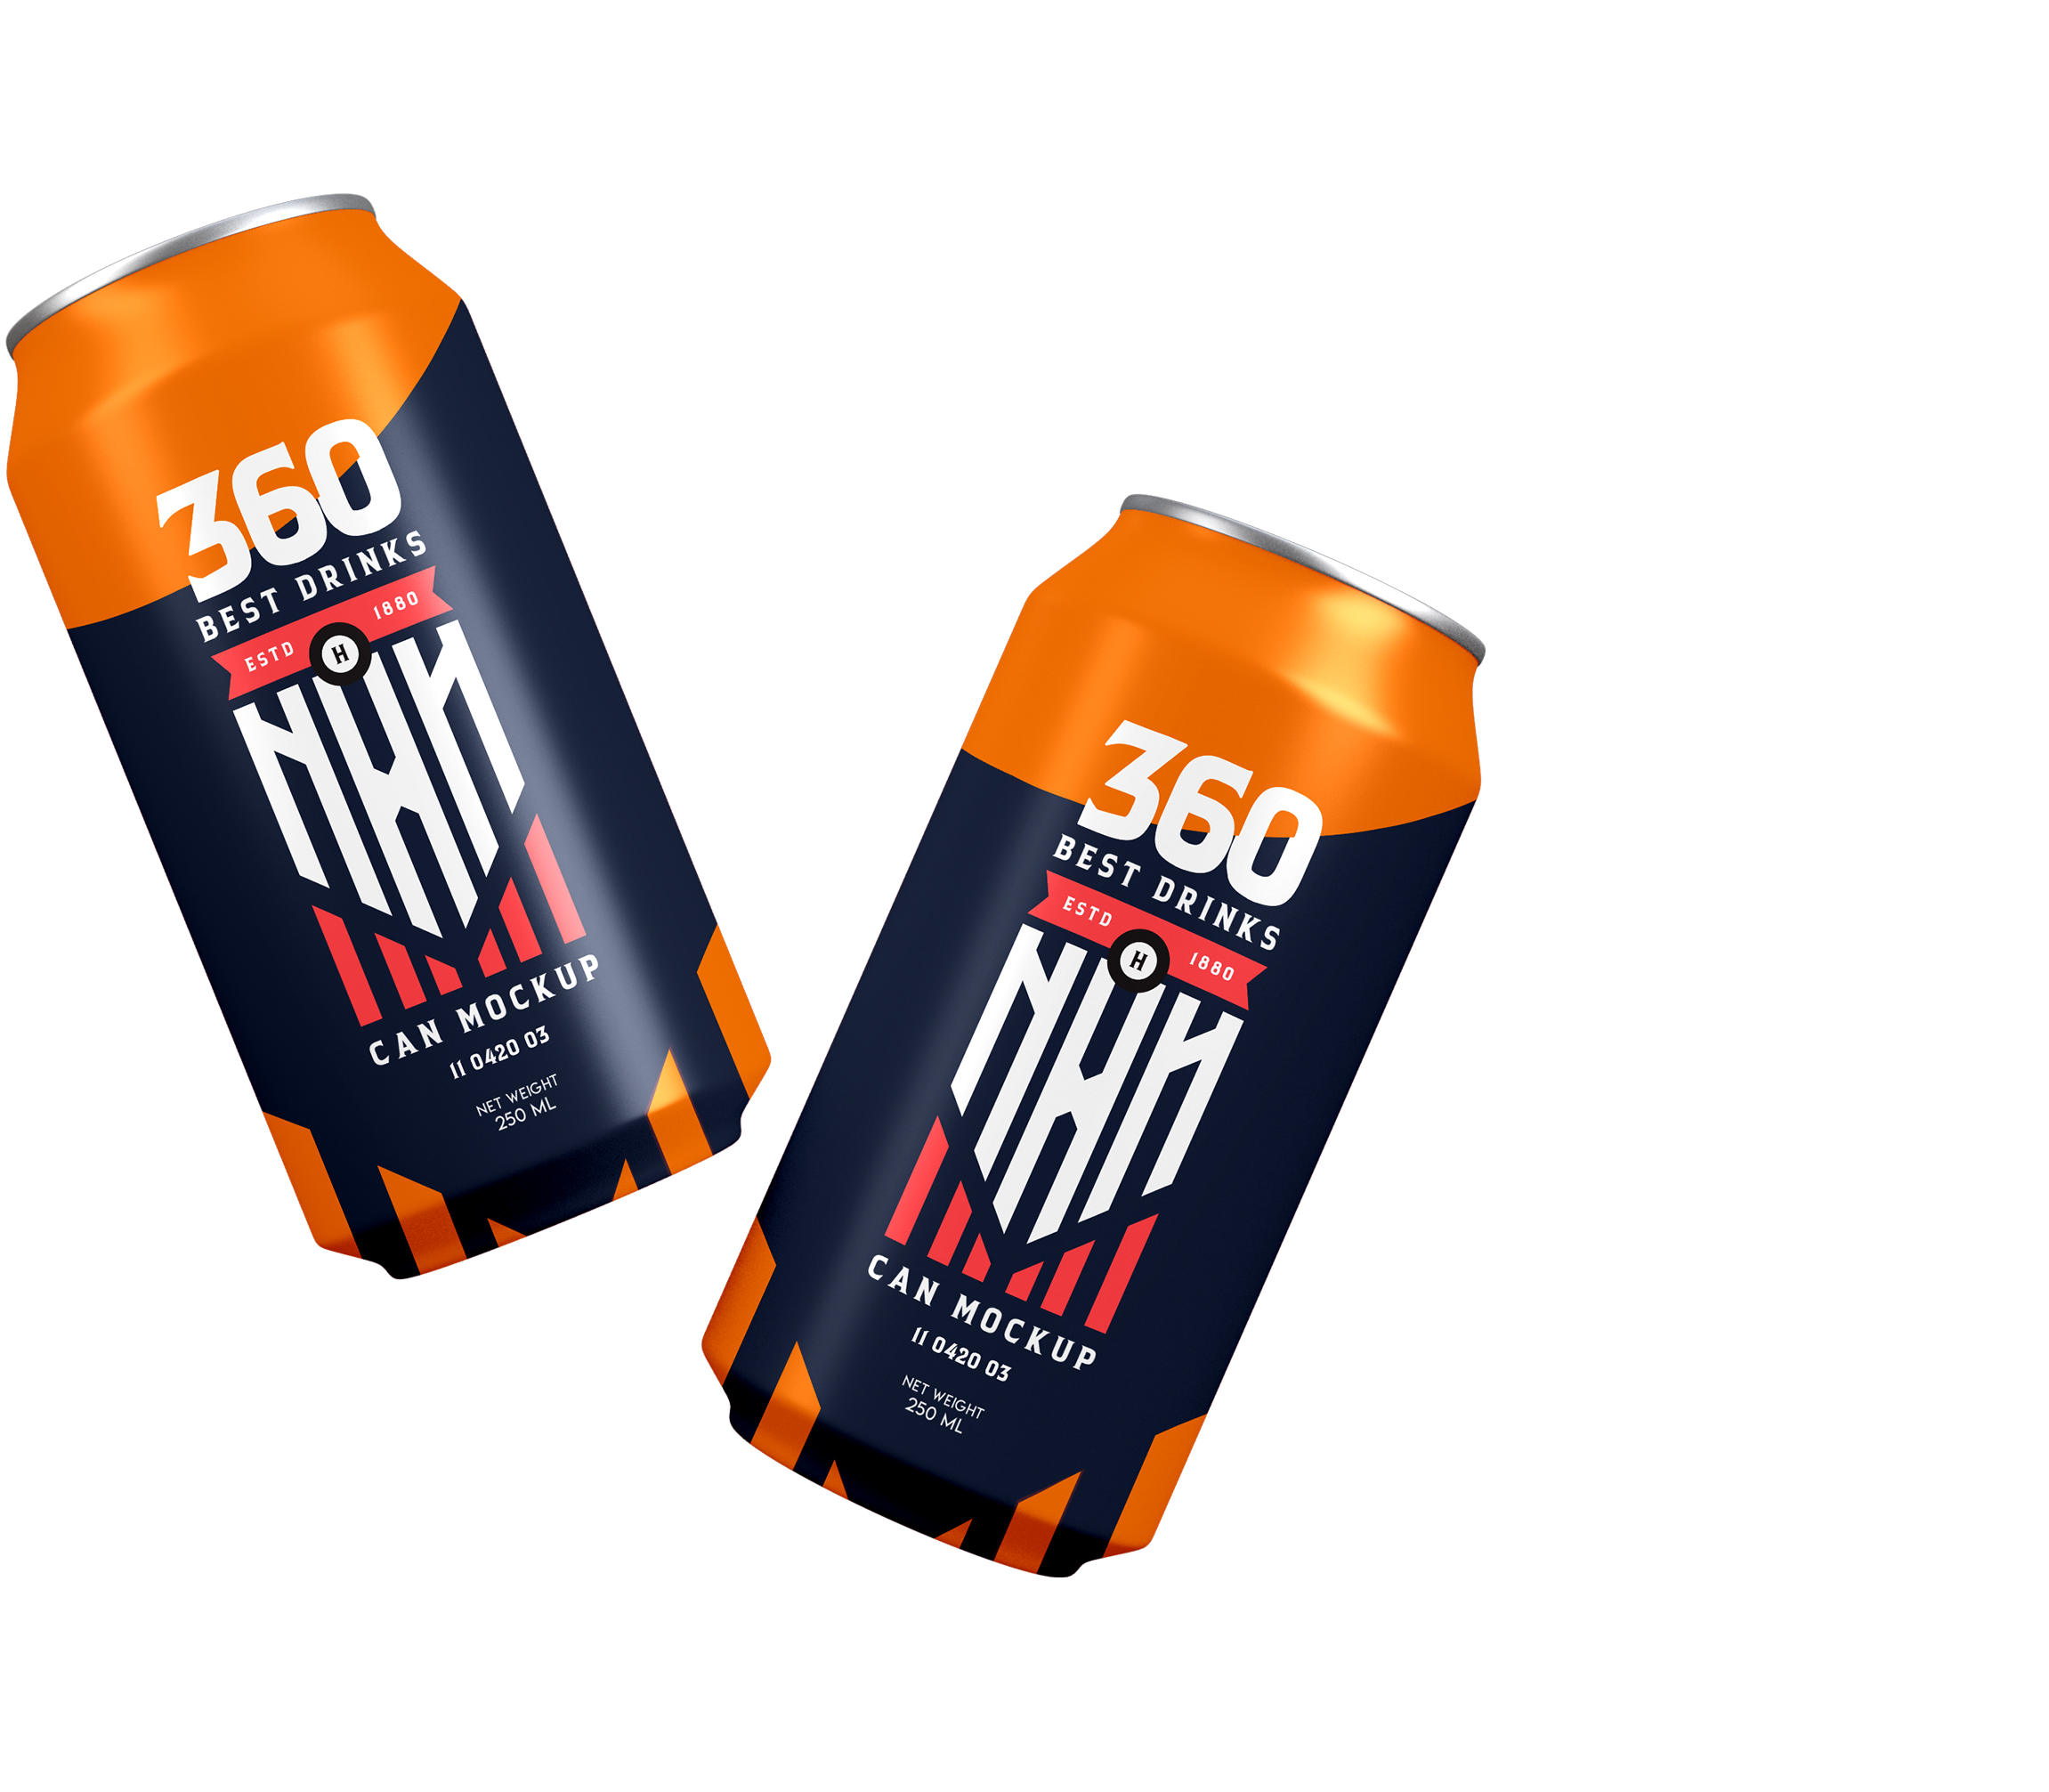 360
BEST DRINKS
ESTD H 1880
CAN MOCKUP
11 0420 03
NET WEIGHT
250 ML
360
BEST DRINKS
ESTD H 1880
CAN MOCKUP
11 0420 03
NET WEIGHT
250 ML